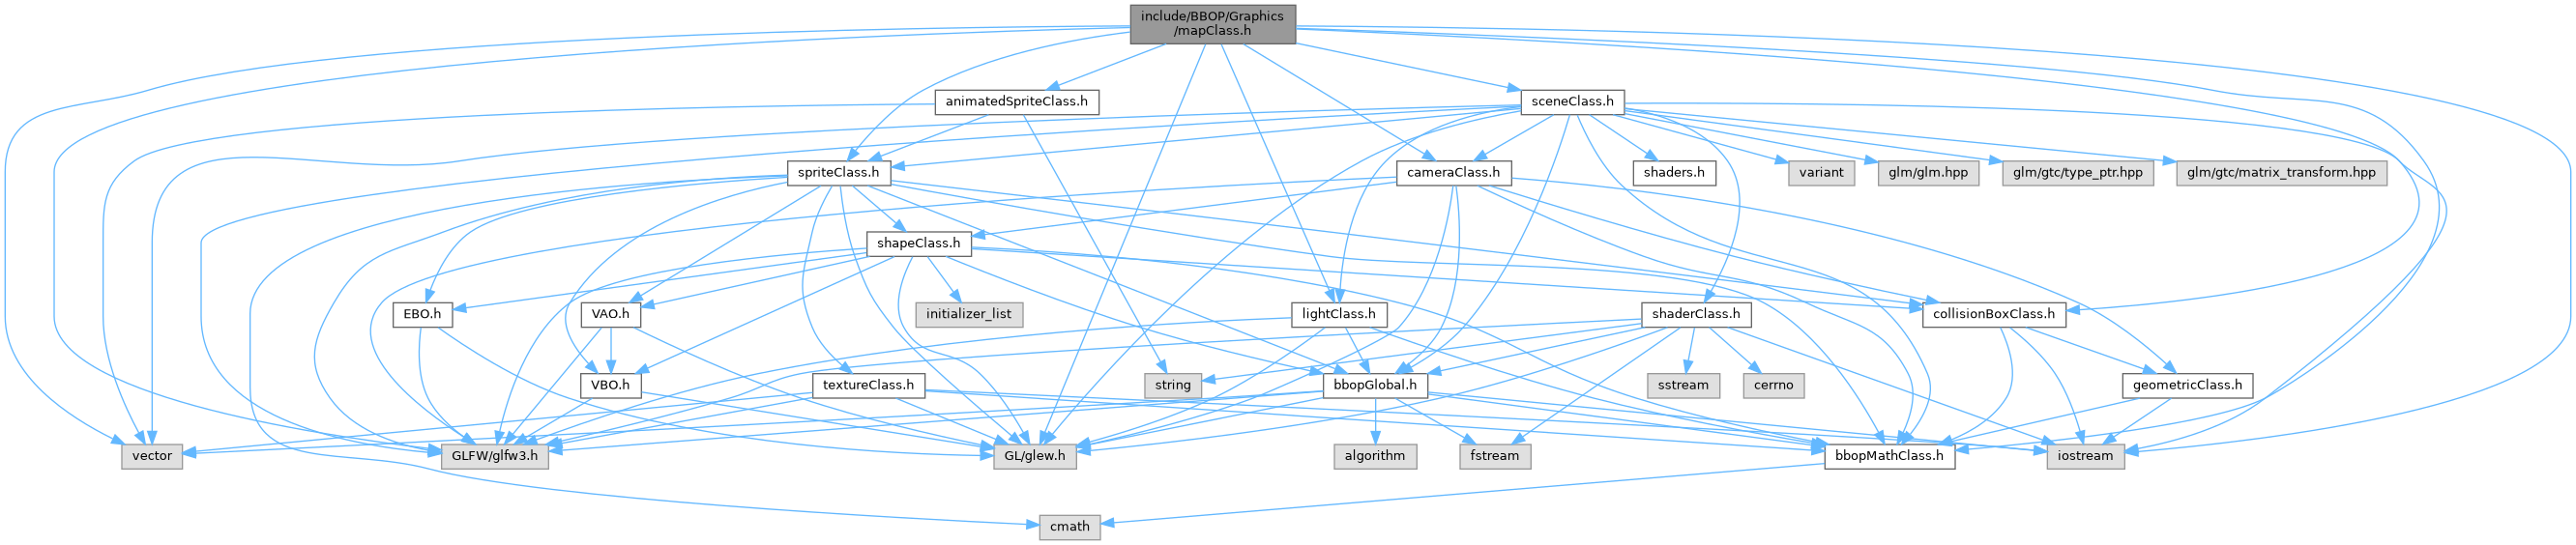 include/BBOP/Graphics
/mapClass.h
animatedSpriteClass.h
sceneClass.h
spriteClass.h
cameraClass.h
shaders.h
variant
glm/glm.hpp
glm/gtc/type_ptr.hpp
glm/gtc/matrix_transform.hpp
shapeClass.h
EBO.h
VAO.h
initializer_list
lightClass.h
shaderClass.h
collisionBoxClass.h
VBO.h
textureClass.h
string
bbopGlobal.h
sstream
cerrno
geometricClass.h
vector
GLFW/glfw3.h
GL/glew.h
algorithm
fstream
bbopMathClass.h
iostream
cmath